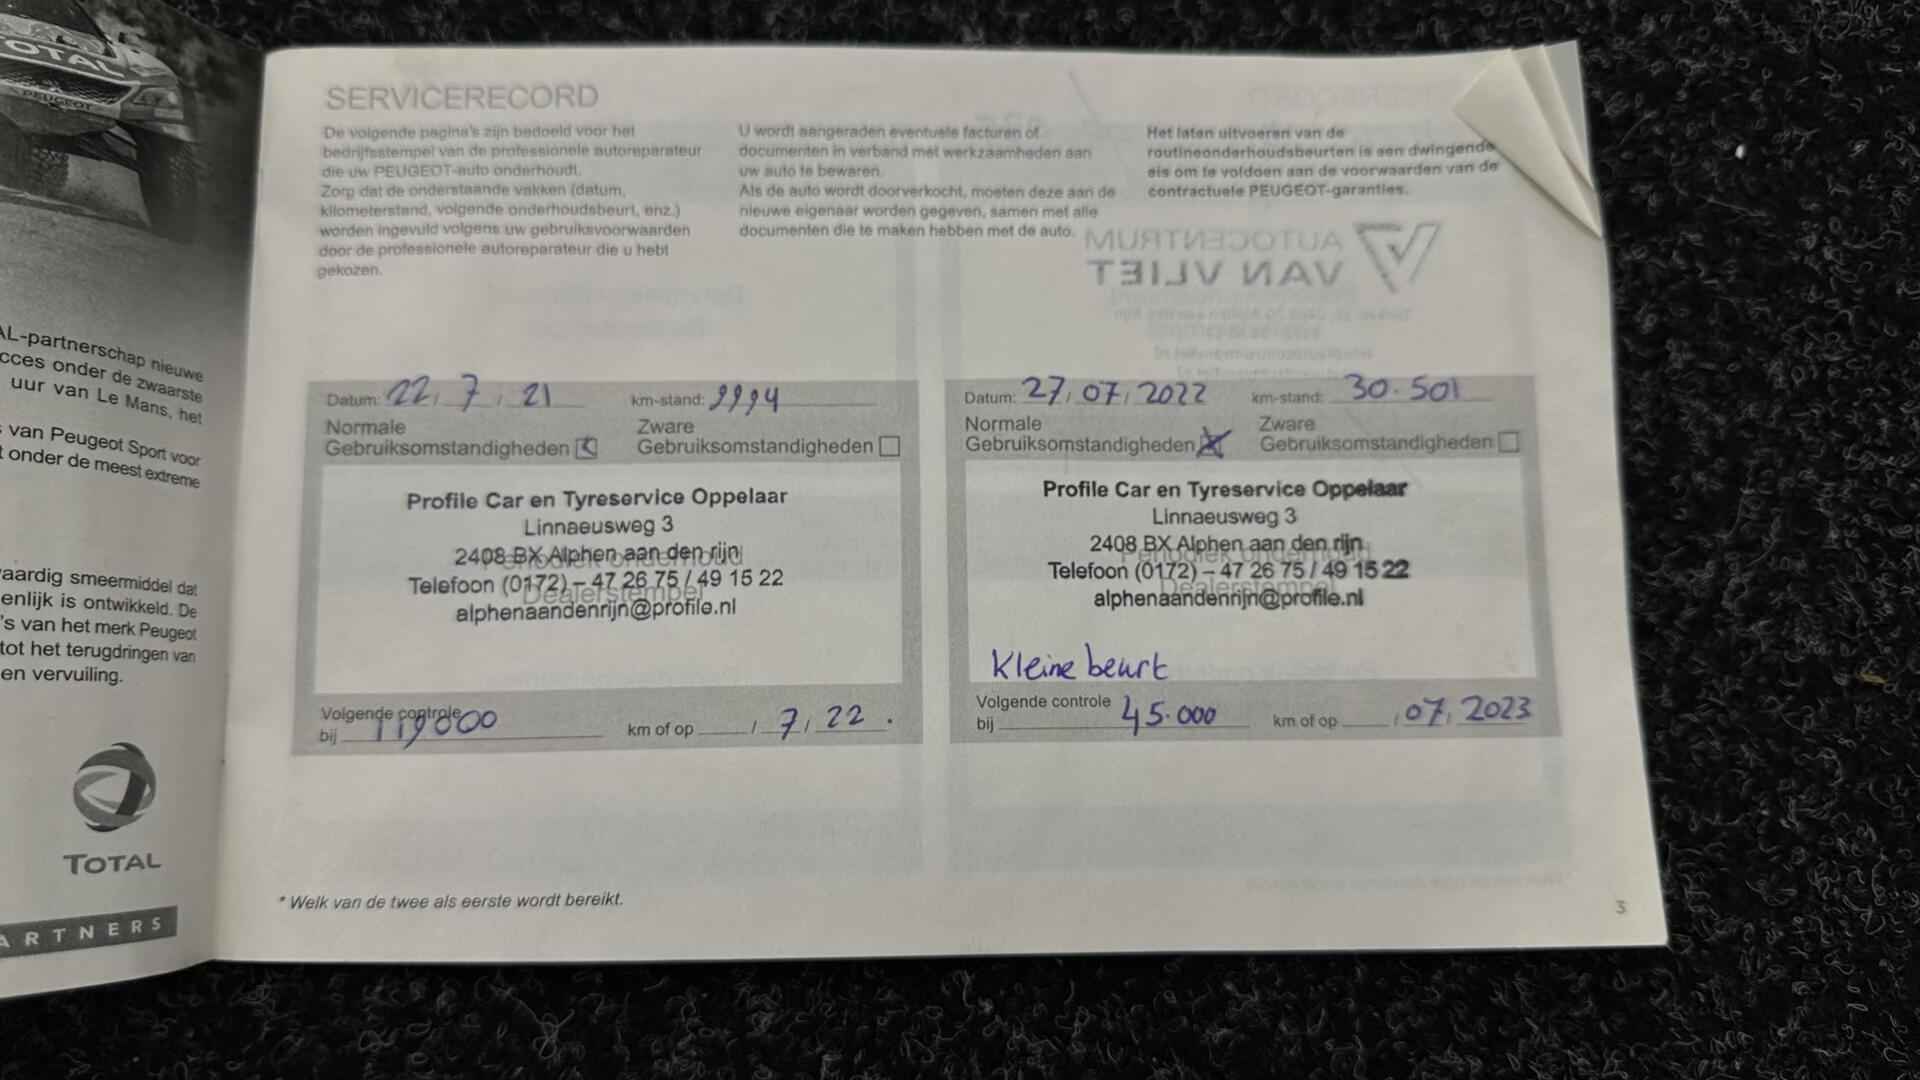 OTAL
PEUGEOT
AL-partnerschap nieuwe
cces onder de zwaarste
uur van Le Mans, het
van Peugeot Sport voor
t onder de meest extreme
aardig smeermiddel dat
enlijk is ontwikkeld. De
's van het merk Peugeot
tot het terugdringen van
en vervuiling.
TOTAL
ARTNERS
SERVICERECORD
De volgende pagina's zijn bedoeld voor het
bedrijfsstempel van de professionele autoreparateur
die uw PEUGEOT-auto onderhoudt.
Zorg dat de onderstaande vakken (datum,
kilometerstand, volgende onderhoudsbeurt, enz.)
worden ingevuld volgens uw gebruiksvoorwaarden
door de professionele autoreparateur die u hebt
gekozen.
U wordt aangeraden eventuele facturen of
documenten in verband met werkzaamheden aan
uw auto te bewaren.
Als de auto wordt doorverkocht, moeten deze aan de
nieuwe eigenaar worden gegeven, samen met alle
documenten die te maken hebben met de auto.
Het laten uitvoeren van de
routineonderhoudsbeurten is een dwingende
eis om te voldoen aan de voorwaarden van de
contractuele PEUGEOT-garanties.
AUTOCENTRUM
VAN VLIET
Datum: 22, 7, 21 km-stand: 9994
Normale Zware
Gebruiksomstandigheden Gebruiksomstandigheden
Profile Car en Tyreservice Oppelaar
Linnaeusweg 3
2408 BX Alphen aan den rijn
Periodiek onderhoud
Telefoon (0172) – 47 26 75 / 49 15 22
Dealerstempel
alphenaandenrijn@profile.nl
Volgende controle
bij km of op / 7, 22.
Datum: 27, 07, 2022 km-stand: 30.501
Normale Zware
Gebruiksomstandigheden Gebruiksomstandigheden
Profile Car en Tyreservice Oppelaar
Linnaeusweg 3
2408 BX Alphen aan den rijn
Periodiek onderhoud
Telefoon (0172) – 47 26 75 / 49 15 22
Dealerstempel
alphenaandenrijn@profile.nl
Kleine beurt
Volgende controle
bij 45.000 km of op / 07, 2023
* Welk van de twee als eerste wordt bereikt.
3